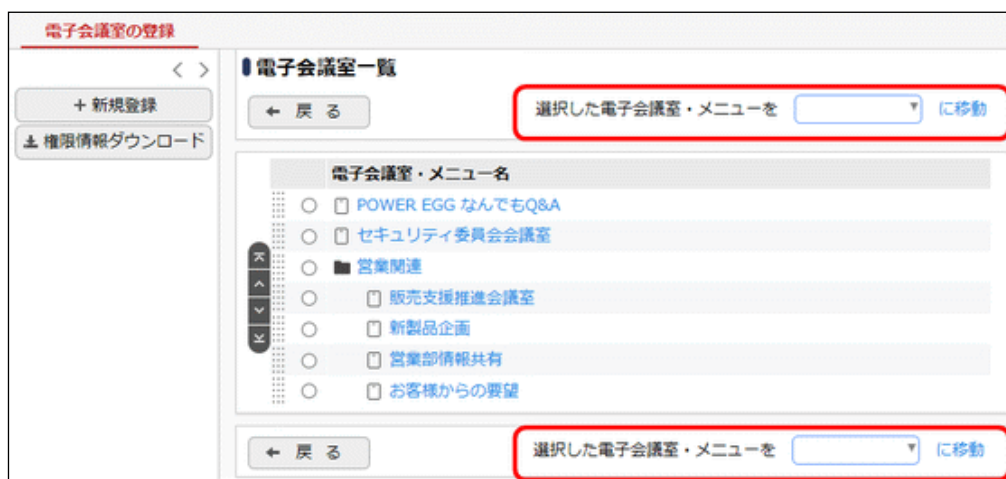 電子会議室の登録
電子会議室一覧
+ 新規登録
権限情報ダウンロード
← 戻る
選択した電子会議室・メニューを に移動
電子会議室・メニュー名
POWER EGG なんでもQ&A
セキュリティ委員会会議室
営業関連
販売支援推進会議室
新製品企画
営業部情報共有
お客様からの要望
← 戻る
選択した電子会議室・メニューを に移動